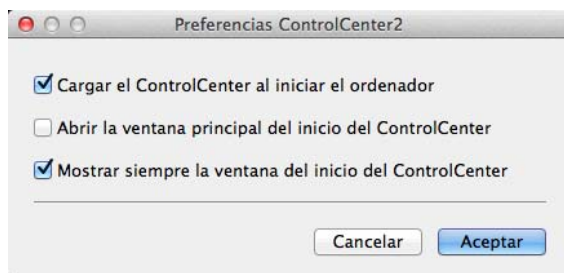 Preferencias ControlCenter2
Cargar el ControlCenter al iniciar el ordenador
Abrir la ventana principal del inicio del ControlCenter
Mostrar siempre la ventana del inicio del ControlCenter
Cancelar
Aceptar